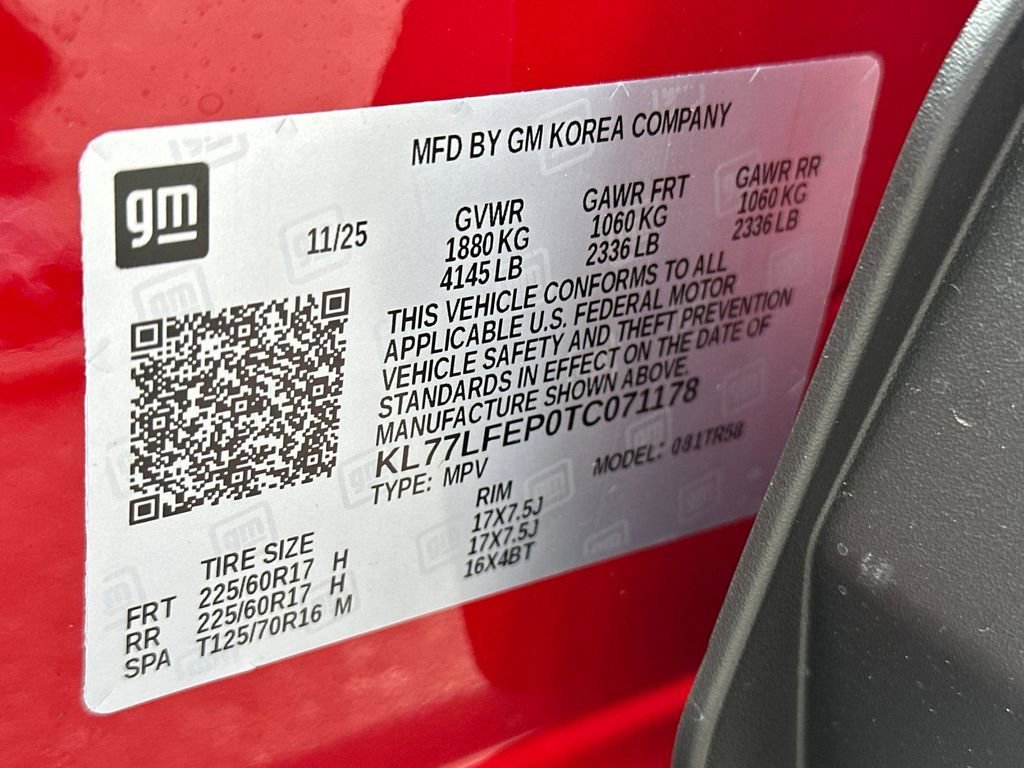 MFD BY GM KOREA COMPANY
gm
11/25
GVWR GAWR FRT GAWR RR
1880 KG 1060 KG 1060 KG
4145 LB 2336 LB 2336 LB
THIS VEHICLE CONFORMS TO ALL
APPLICABLE U.S. FEDERAL MOTOR
VEHICLE SAFETY AND THEFT PREVENTION
STANDARDS IN EFFECT ON THE DATE OF
MANUFACTURE SHOWN ABOVE.
KL77LFEP0TC071178
TYPE: MPV MODEL: 081TR58
TIRE SIZE RIM
FRT 225/60R17 H 17X7.5J
RR 225/60R17 H 17X7.5J
SPA T125/70R16 M 16X4BT